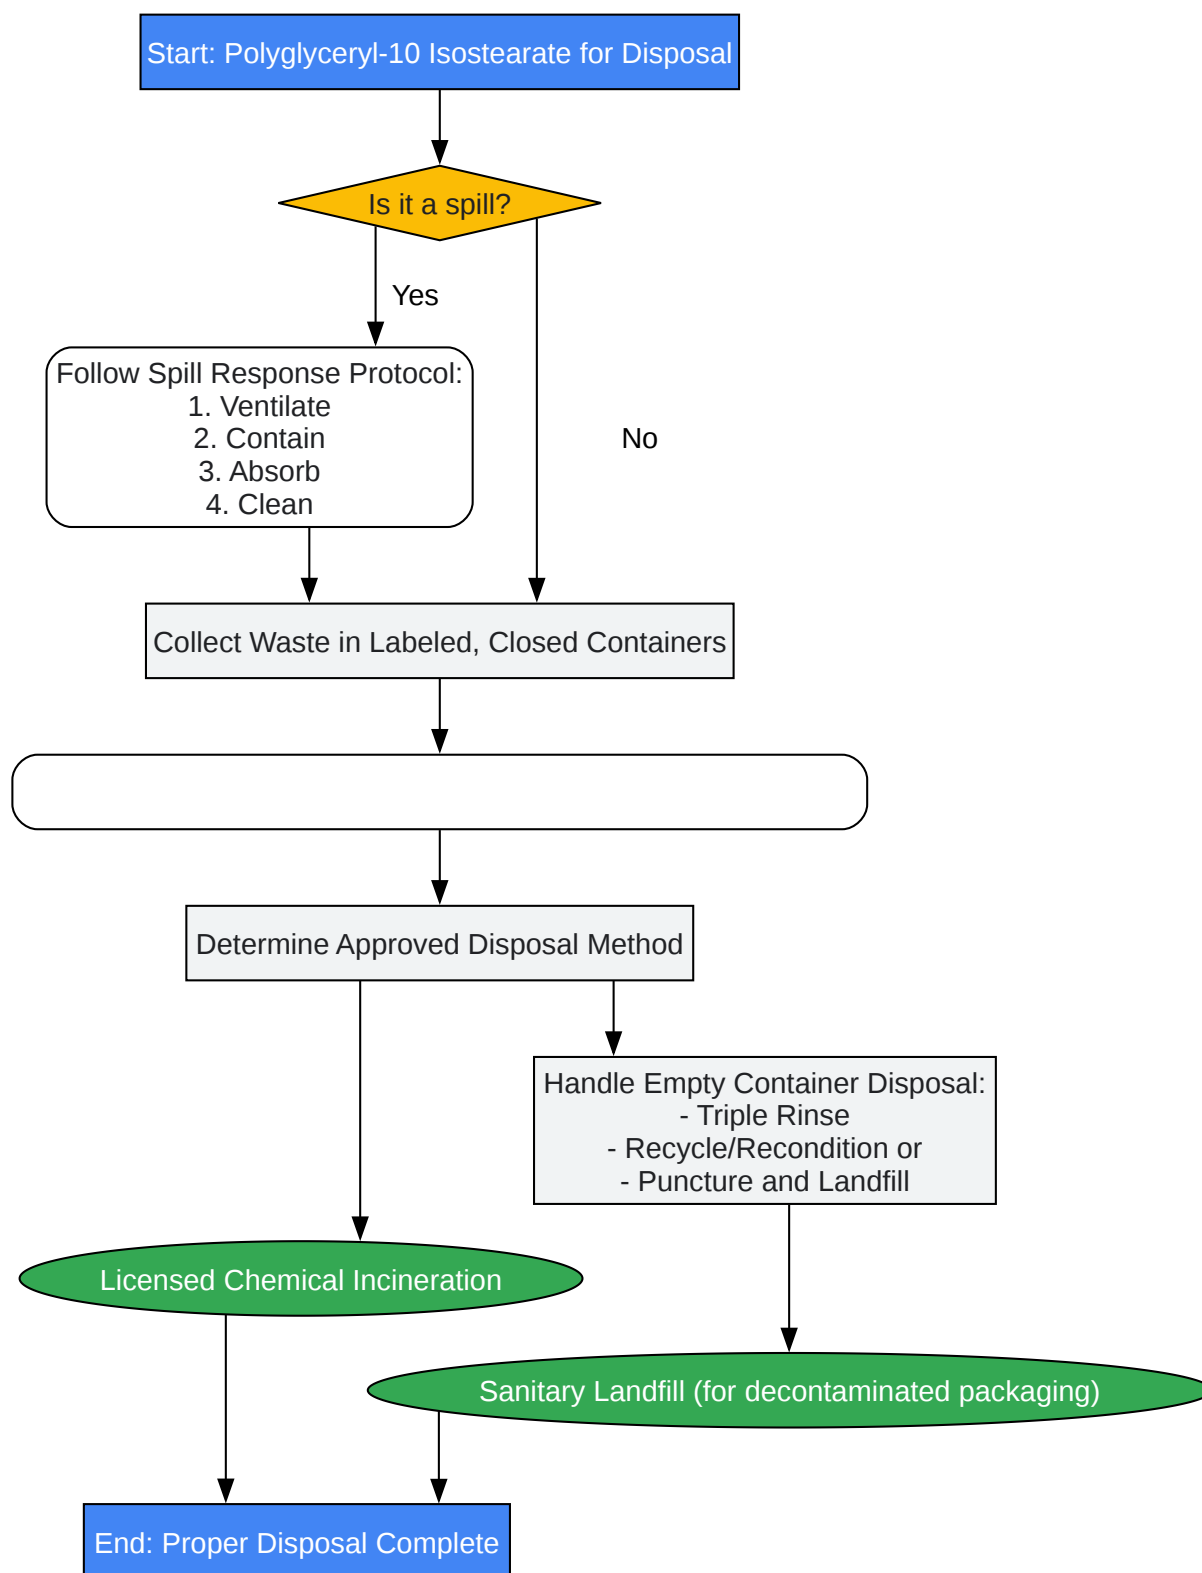 Start: Polyglyceryl-10 Isostearate for Disposal
Is it a spill?
Yes
Follow Spill Response Protocol:
1. Ventilate
2. Contain
3. Absorb
4. Clean
No
Collect Waste in Labeled, Closed Containers
Determine Approved Disposal Method
Handle Empty Container Disposal:
- Triple Rinse
- Recycle/Recondition or
- Puncture and Landfill
Licensed Chemical Incineration
Sanitary Landfill (for decontaminated packaging)
End: Proper Disposal Complete